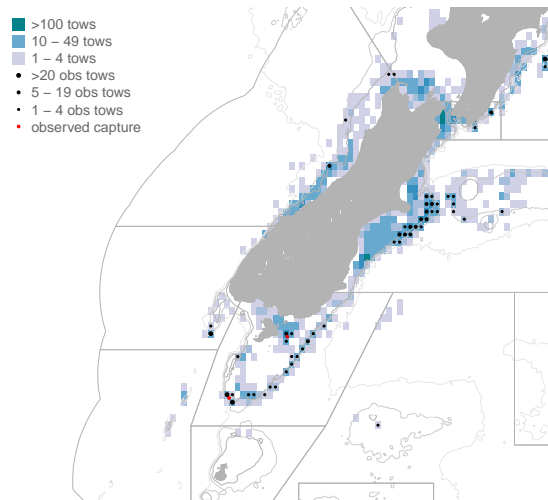 >100 tows
10 – 49 tows
1 – 4 tows
>20 obs tows
5 – 19 obs tows
1 – 4 obs tows
observed capture